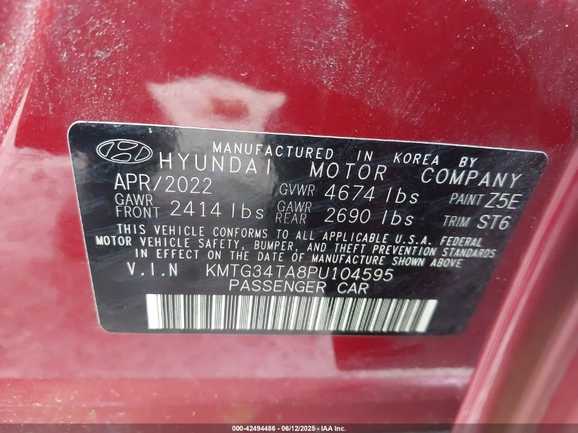 MANUFACTURED IN KOREA BY
HYUNDAI MOTOR COMPANY
APR/2022 GVWR 4674 lbs PAINT Z5E
GAWR FRONT 2414 lbs GAWR REAR 2690 lbs TRIM ST6
THIS VEHICLE CONFORMS TO ALL APPLICABLE U.S.A. FEDERAL
MOTOR VEHICLE SAFETY, BUMPER, AND THEFT PREVENTION STANDARDS
IN EFFECT ON THE DATE OF MANUFACTURE SHOWN ABOVE.
V.I.N KMTG34TA8PU104595
PASSENGER CAR
000-42494486 - 06/12/2025 - IAA Inc.